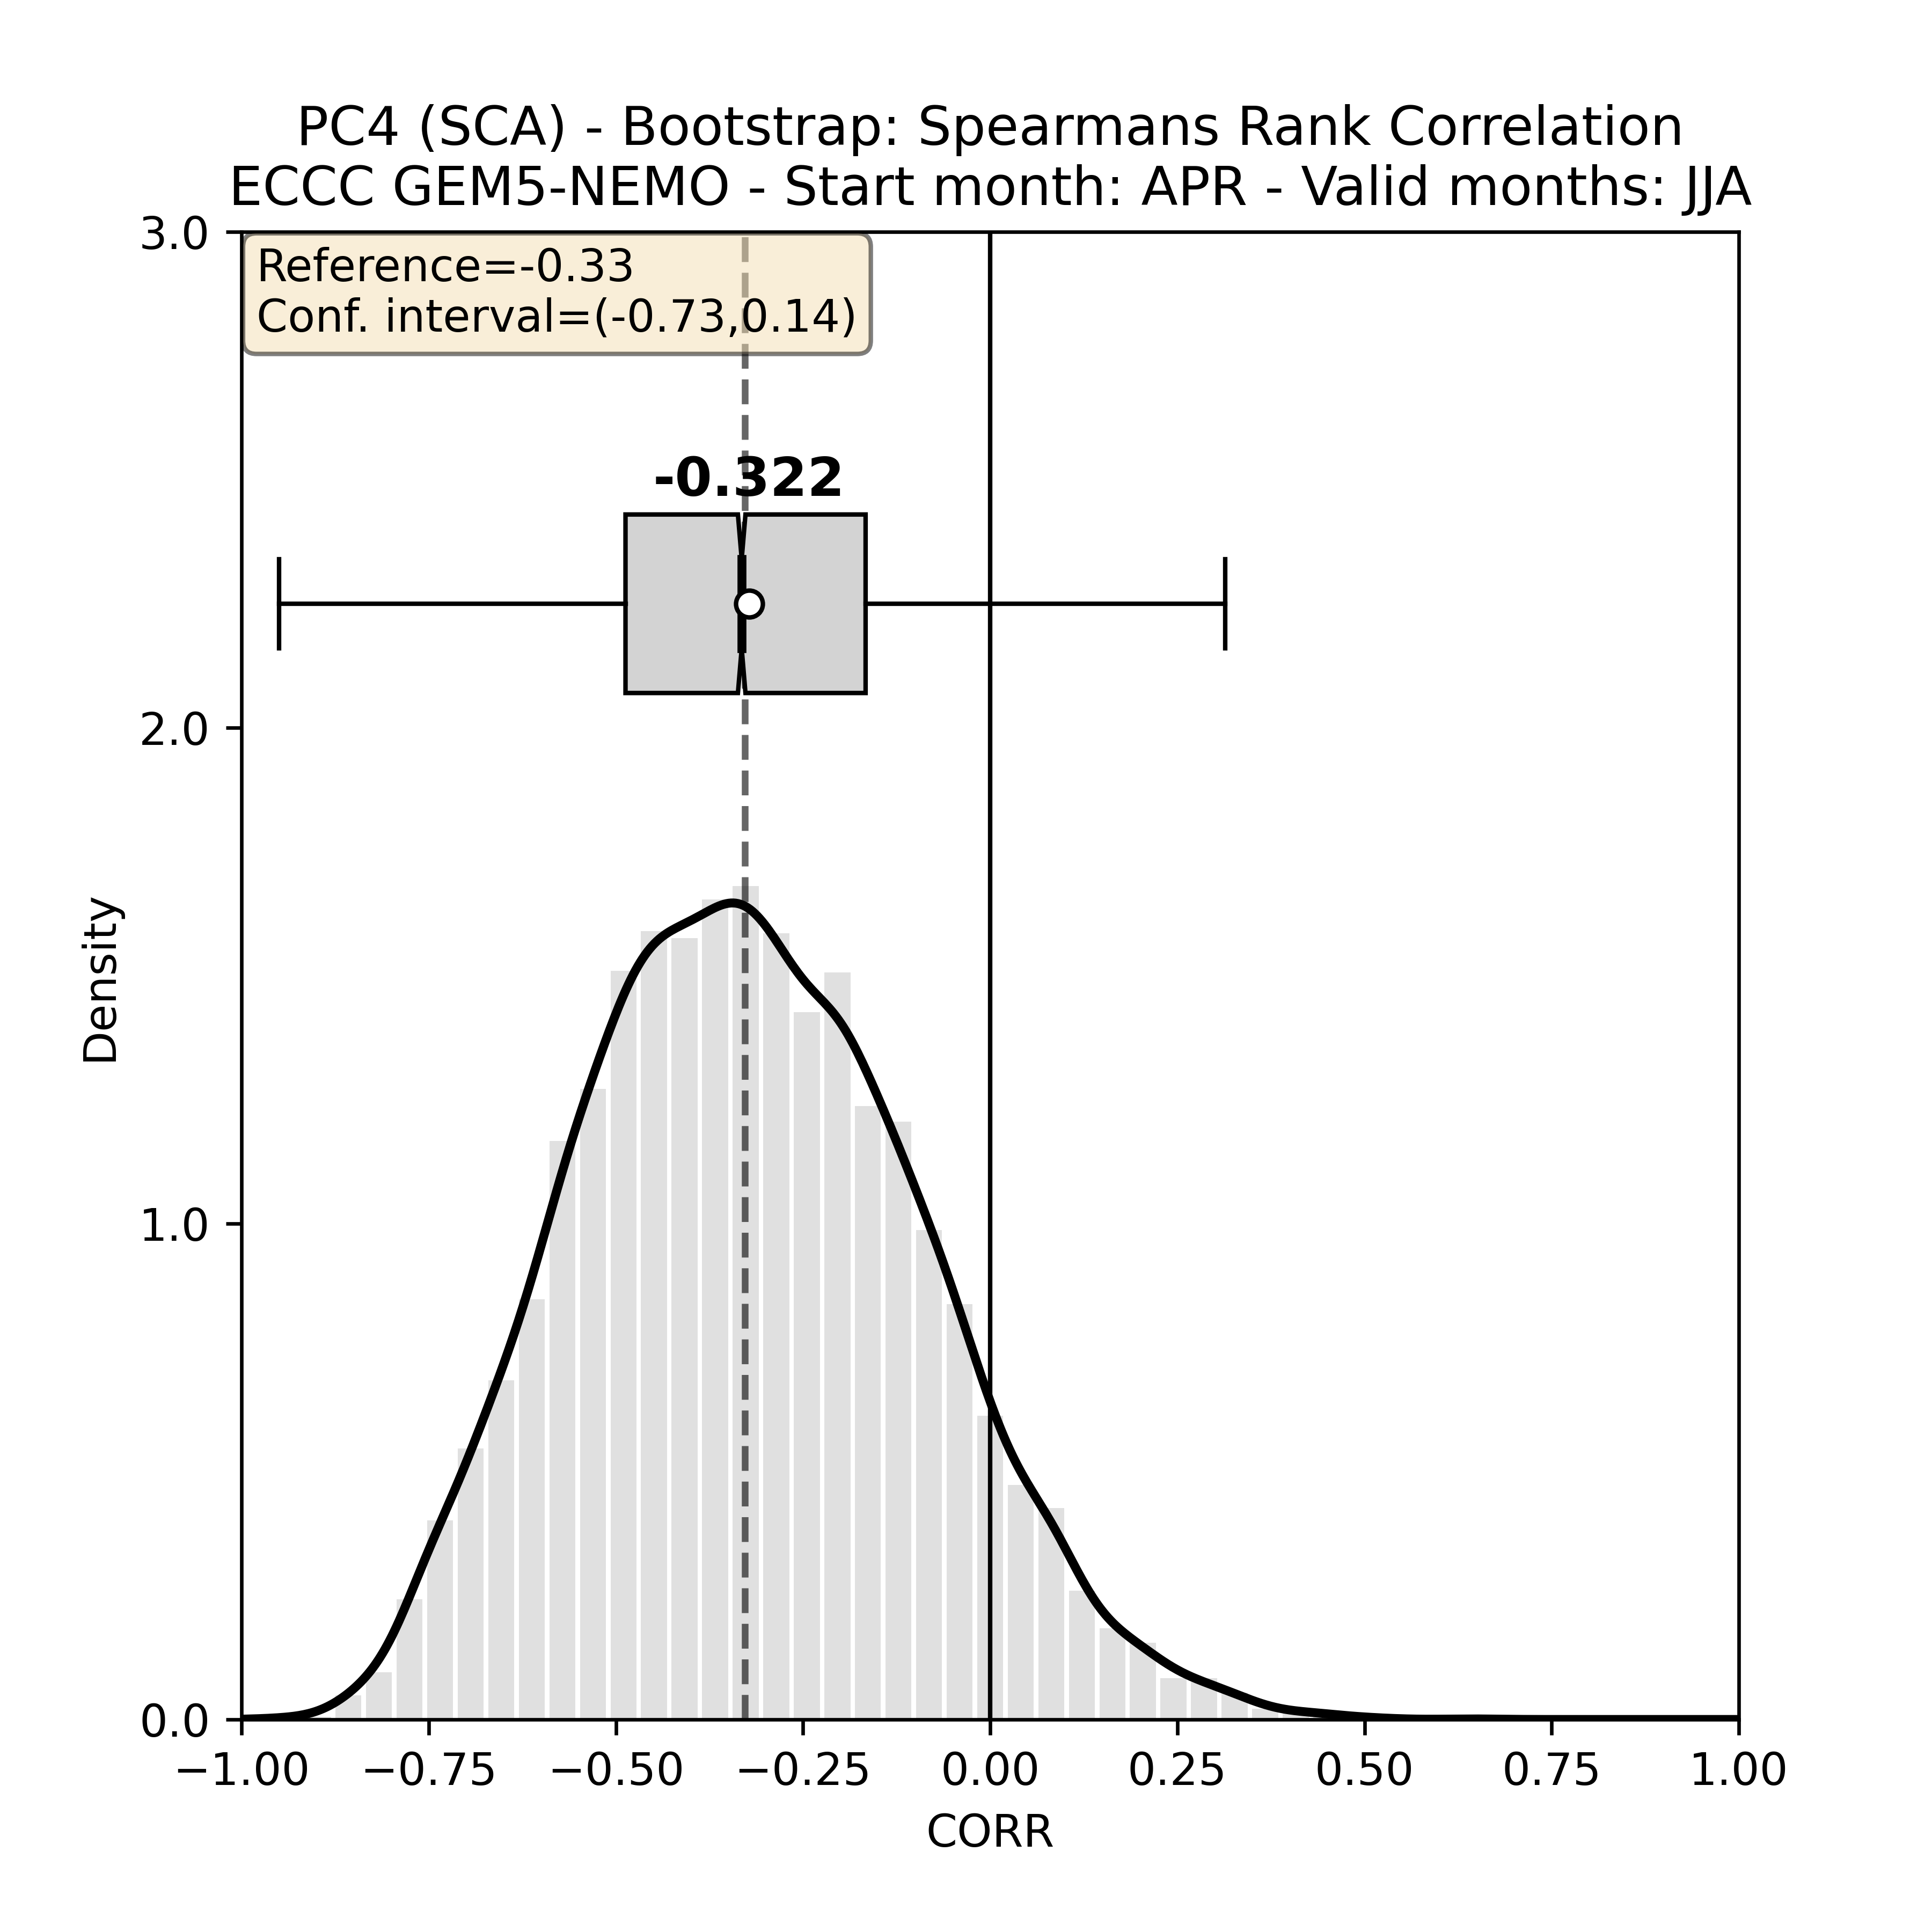 PC4 (SCA) - Bootstrap: Spearmans Rank Correlation
ECCC GEM5-NEMO - Start month: APR - Valid months: JJA
3.0
Reference=-0.33
Conf. interval=(-0.73,0.14)
-0.322
2.0
Density
1.0
0.0
−1.00 −0.75 −0.50 −0.25 0.00 0.25 0.50 0.75 1.00
CORR